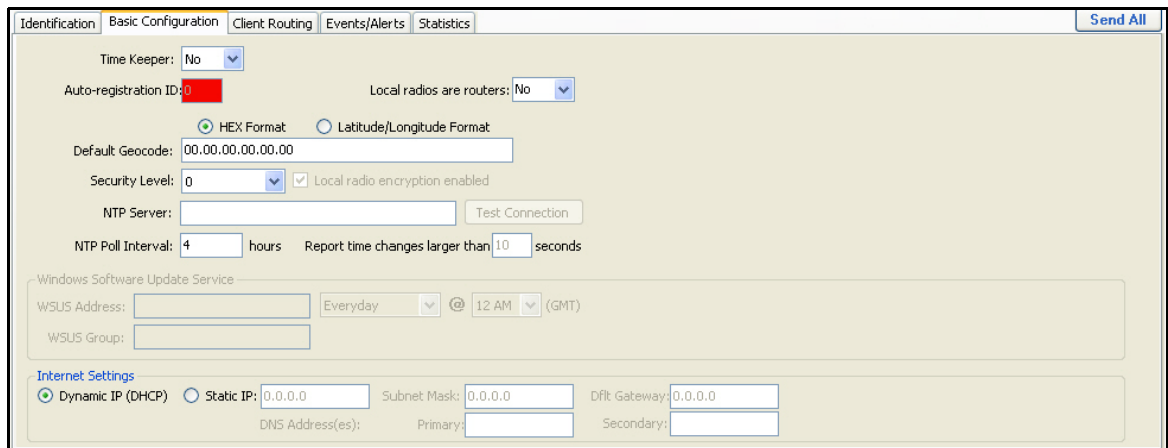 Identification Basic Configuration Client Routing Events/Alerts Statistics Send All
Time Keeper: No
Auto-registration ID: 0 Local radios are routers: No
HEX Format Latitude/Longitude Format
Default Geocode: 00.00.00.00.00.00
Security Level: 0 Local radio encryption enabled
NTP Server: Test Connection
NTP Poll Interval: 4 hours Report time changes larger than 10 seconds
Windows Software Update Service
WSUS Address: Everyday @ 12 AM (GMT)
WSUS Group:
Internet Settings
Dynamic IP (DHCP) Static IP: 0.0.0.0 Subnet Mask: 0.0.0.0 Dflt Gateway: 0.0.0.0
DNS Address(es): Primary: Secondary: